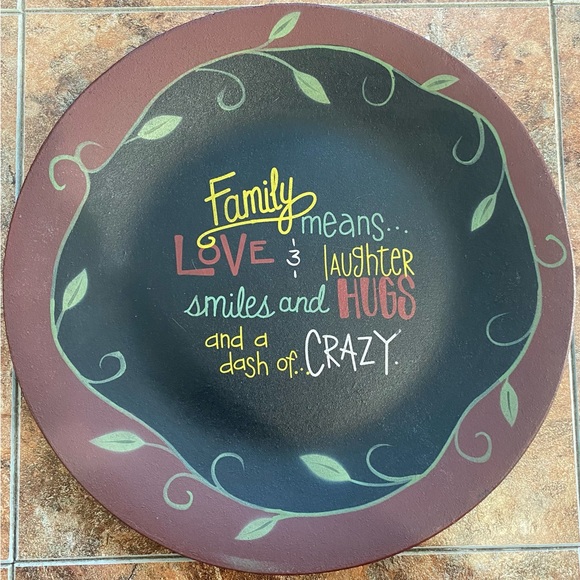 Family means...
LOVE & LAUGHTER
smiles and HUGS
and a
dash of... CRAZY.